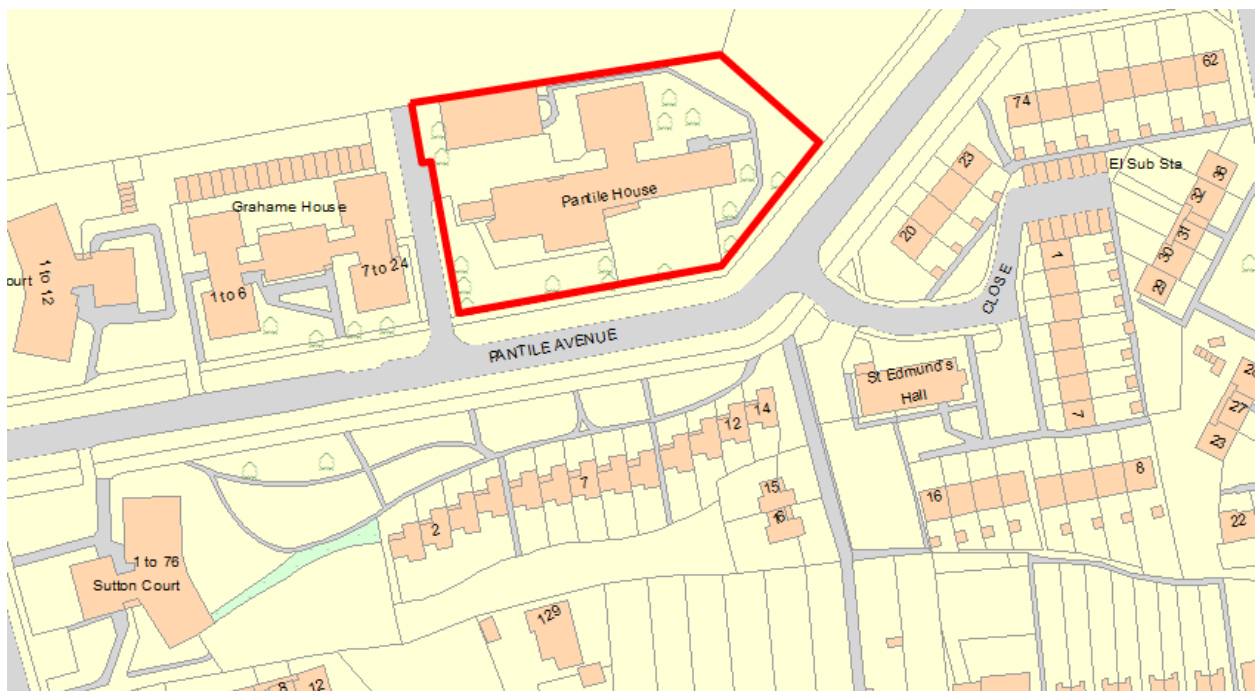 62
74
23
El Sub Sta
38
32
31
30
29
20
Pantile House
Grahame House
7 to 24
1 to 6
1 to 12
ourt
CLOSE
1
7
PANTILE AVENUE
St Edmund's
Hall
14
12
7
2
15
16
27
23
8
16
22
1 to 76
Sutton Court
129
8
12